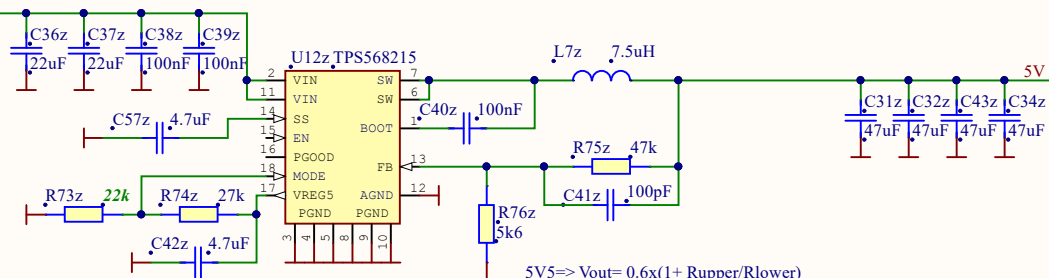 C36z C37z C38z C39z
22uF 22uF 100nF 100nF
U12z TPS568215
L7z 7.5uH
5V
2 VIN SW 7
11 VIN SW 6
14 SS
15 EN
BOOT 1
16 PGOOD
FB 13
18 MODE
17 VREG5 AGND 12
PGND PGND
3 4 5 8 9 10
C57z 4.7uF
C40z 100nF
C31z C32z C43z C34z
47uF 47uF 47uF 47uF
R75z 47k
C41z 100pF
R73z 22k R74z 27k
R76z
5k6
C42z 4.7uF
5V5=> Vout= 0.6x(1+ Rupper/Rlower)